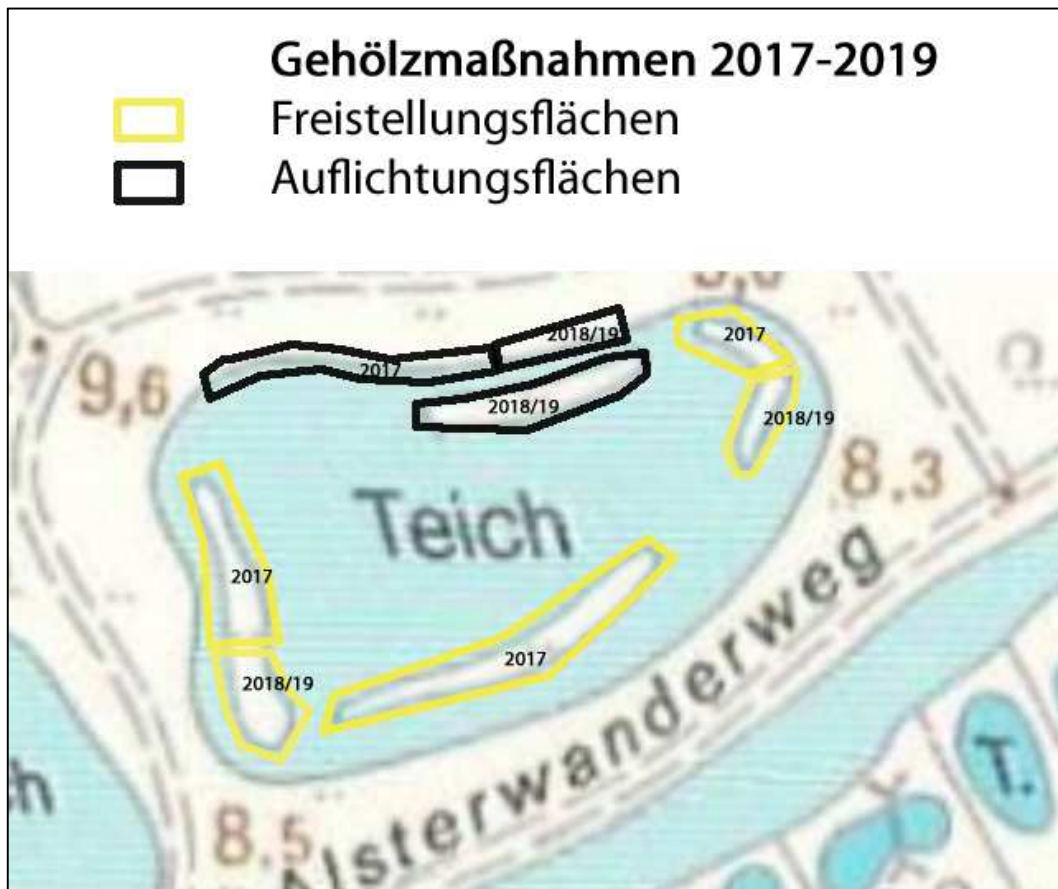 Gehölzmaßnahmen 2017-2019
Freistellungsflächen
Auflichtungsflächen
2018/19
2017
2017
9,6
2018/19
2018/19
8.3
Teich
2017
2017
2018/19
Alsterwanderweg
T.
8.5